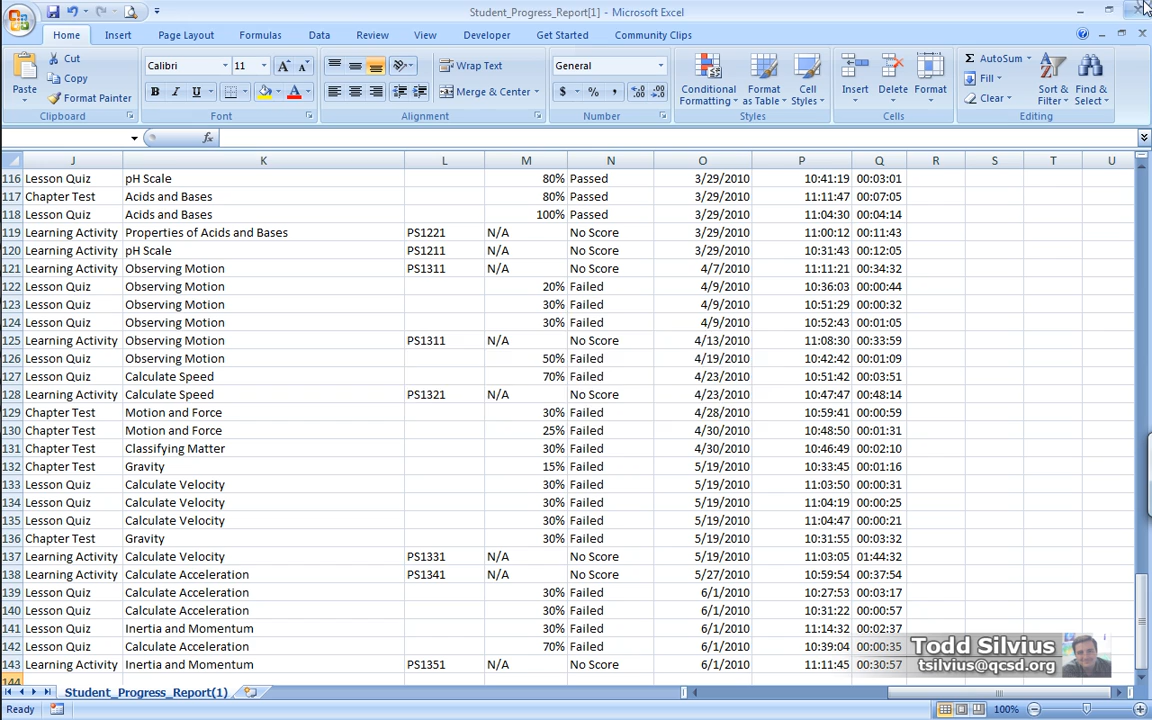 Student_Progress_Report[1] - Microsoft Excel
Home Insert Page Layout Formulas Data Review View Developer Get Started Community Clips
Paste Cut Copy Format Painter Clipboard
Calibri 11 B I U A A A Font
Wrap Text Merge & Center Alignment
General $ % , Number
Conditional Formatting Format as Table Cell Styles Styles
Insert Delete Format Cells
Σ AutoSum Fill Clear Sort & Filter Find & Select Editing
fx
J K L M N O P Q R S T U
116 Lesson Quiz pH Scale 80% Passed 3/29/2010 10:41:19 00:03:01
117 Chapter Test Acids and Bases 80% Passed 3/29/2010 11:11:47 00:07:05
118 Lesson Quiz Acids and Bases 100% Passed 3/29/2010 11:04:30 00:04:14
119 Learning Activity Properties of Acids and Bases PS1221 N/A No Score 3/29/2010 11:00:12 00:11:43
120 Learning Activity pH Scale PS1211 N/A No Score 3/29/2010 10:31:43 00:12:05
121 Learning Activity Observing Motion PS1311 N/A No Score 4/7/2010 11:11:21 00:34:32
122 Lesson Quiz Observing Motion 20% Failed 4/9/2010 10:36:03 00:00:44
123 Lesson Quiz Observing Motion 30% Failed 4/9/2010 10:51:29 00:00:32
124 Lesson Quiz Observing Motion 30% Failed 4/9/2010 10:52:43 00:01:05
125 Learning Activity Observing Motion PS1311 N/A No Score 4/13/2010 11:08:30 00:33:59
126 Lesson Quiz Observing Motion 50% Failed 4/19/2010 10:42:42 00:01:09
127 Lesson Quiz Calculate Speed 70% Failed 4/23/2010 10:51:42 00:03:51
128 Learning Activity Calculate Speed PS1321 N/A No Score 4/23/2010 10:47:47 00:48:14
129 Chapter Test Motion and Force 30% Failed 4/28/2010 10:59:41 00:00:59
130 Chapter Test Motion and Force 25% Failed 4/30/2010 10:48:50 00:01:31
131 Chapter Test Classifying Matter 30% Failed 4/30/2010 10:46:49 00:02:10
132 Chapter Test Gravity 15% Failed 5/19/2010 10:33:45 00:01:16
133 Lesson Quiz Calculate Velocity 30% Failed 5/19/2010 11:03:50 00:00:31
134 Lesson Quiz Calculate Velocity 30% Failed 5/19/2010 11:04:19 00:00:25
135 Lesson Quiz Calculate Velocity 30% Failed 5/19/2010 11:04:47 00:00:21
136 Chapter Test Gravity 30% Failed 5/19/2010 10:31:55 00:03:32
137 Learning Activity Calculate Velocity PS1331 N/A No Score 5/19/2010 11:03:05 01:44:32
138 Learning Activity Calculate Acceleration PS1341 N/A No Score 5/27/2010 10:59:54 00:37:54
139 Lesson Quiz Calculate Acceleration 30% Failed 6/1/2010 10:27:53 00:03:17
140 Lesson Quiz Calculate Acceleration 30% Failed 6/1/2010 10:31:22 00:00:57
141 Lesson Quiz Inertia and Momentum 30% Failed 6/1/2010 11:14:32 00:02:37
142 Lesson Quiz Calculate Acceleration 70% Failed 6/1/2010 10:39:04 00:00:35
143 Learning Activity Inertia and Momentum PS1351 N/A No Score 6/1/2010 11:11:45 00:30:57
144
Todd Silvius
tsilvius@qcsd.org
Student_Progress_Report(1)
Ready 100%